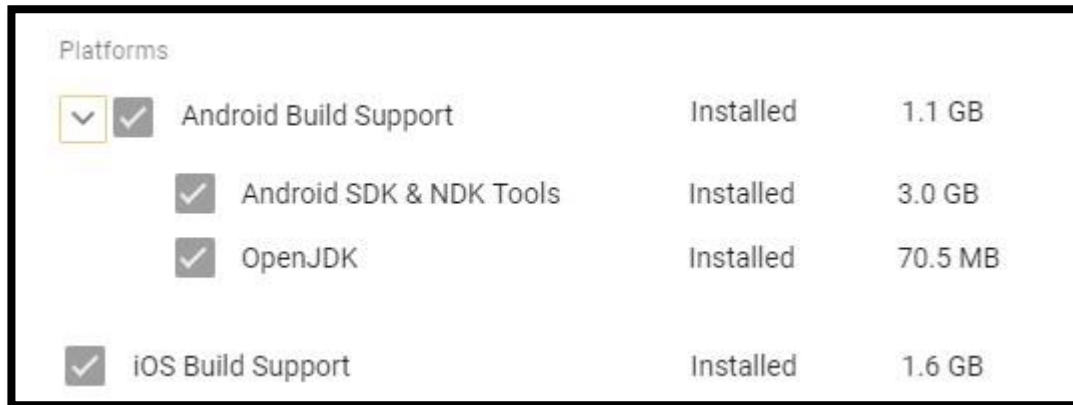 Platforms
Android Build Support Installed 1.1 GB
Android SDK & NDK Tools Installed 3.0 GB
OpenJDK Installed 70.5 MB
iOS Build Support Installed 1.6 GB